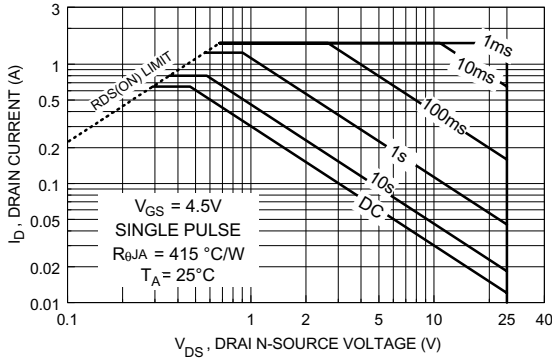 3
2
1
0.5
0.2
0.1
0.05
0.02
0.01
I_D, DRAIN CURRENT (A)
RDS(ON) LIMIT
1ms
10ms
100ms
1s
10s
DC
V_GS = 4.5V
SINGLE PULSE
R_θJA = 415 °C/W
T_A = 25°C
0.1 0.2 0.5 1 2 5 10 25 40
V_DS, DRAI N-SOURCE VOLTAGE (V)